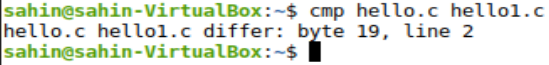 sahin@sahin-VirtualBox:~$ cmp hello.c hello1.c
hello.c hello1.c differ: byte 19, line 2
sahin@sahin-VirtualBox:~$